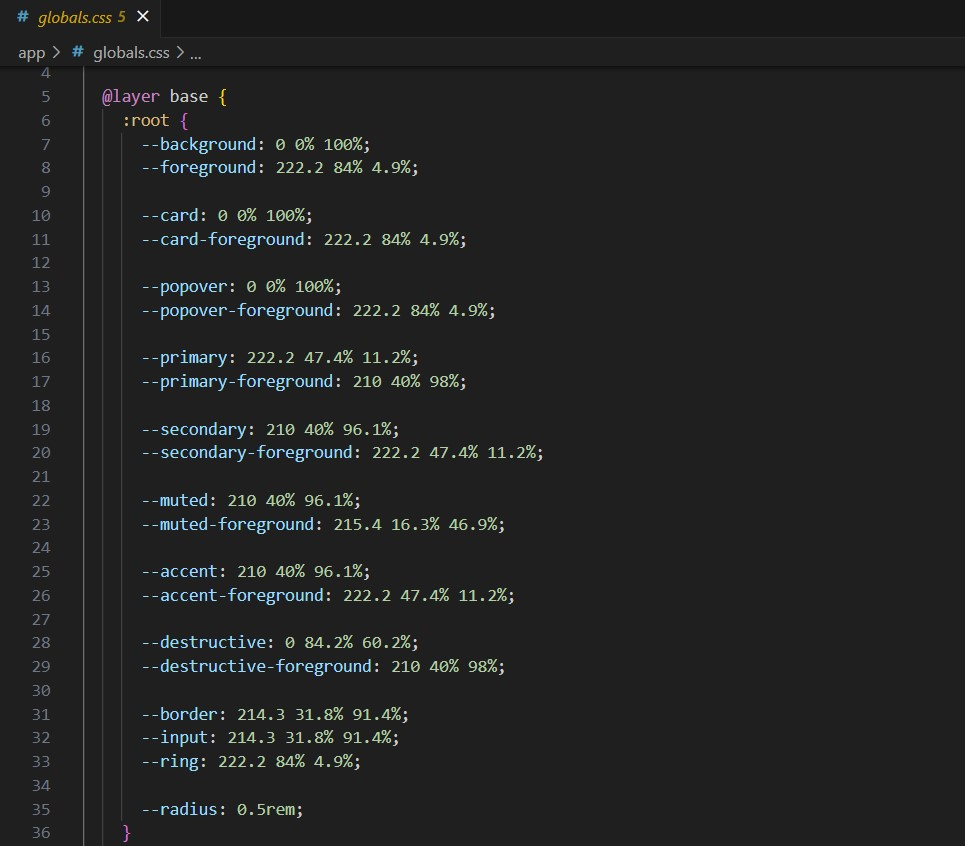 # globals.css 5 ×
app > # globals.css > ...
4
5 @layer base {
6 :root {
7 --background: 0 0% 100%;
8 --foreground: 222.2 84% 4.9%;
9
10 --card: 0 0% 100%;
11 --card-foreground: 222.2 84% 4.9%;
12
13 --popover: 0 0% 100%;
14 --popover-foreground: 222.2 84% 4.9%;
15
16 --primary: 222.2 47.4% 11.2%;
17 --primary-foreground: 210 40% 98%;
18
19 --secondary: 210 40% 96.1%;
20 --secondary-foreground: 222.2 47.4% 11.2%;
21
22 --muted: 210 40% 96.1%;
23 --muted-foreground: 215.4 16.3% 46.9%;
24
25 --accent: 210 40% 96.1%;
26 --accent-foreground: 222.2 47.4% 11.2%;
27
28 --destructive: 0 84.2% 60.2%;
29 --destructive-foreground: 210 40% 98%;
30
31 --border: 214.3 31.8% 91.4%;
32 --input: 214.3 31.8% 91.4%;
33 --ring: 222.2 84% 4.9%;
34
35 --radius: 0.5rem;
36 }